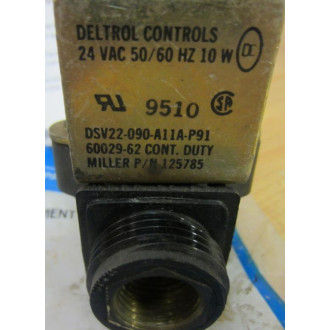 DELTROL CONTROLS
24 VAC 50/60 HZ 10 W
9510
DSV22-090-A11A-P91
60029-62 CONT. DUTY
MILLER P/N 125785
MENT